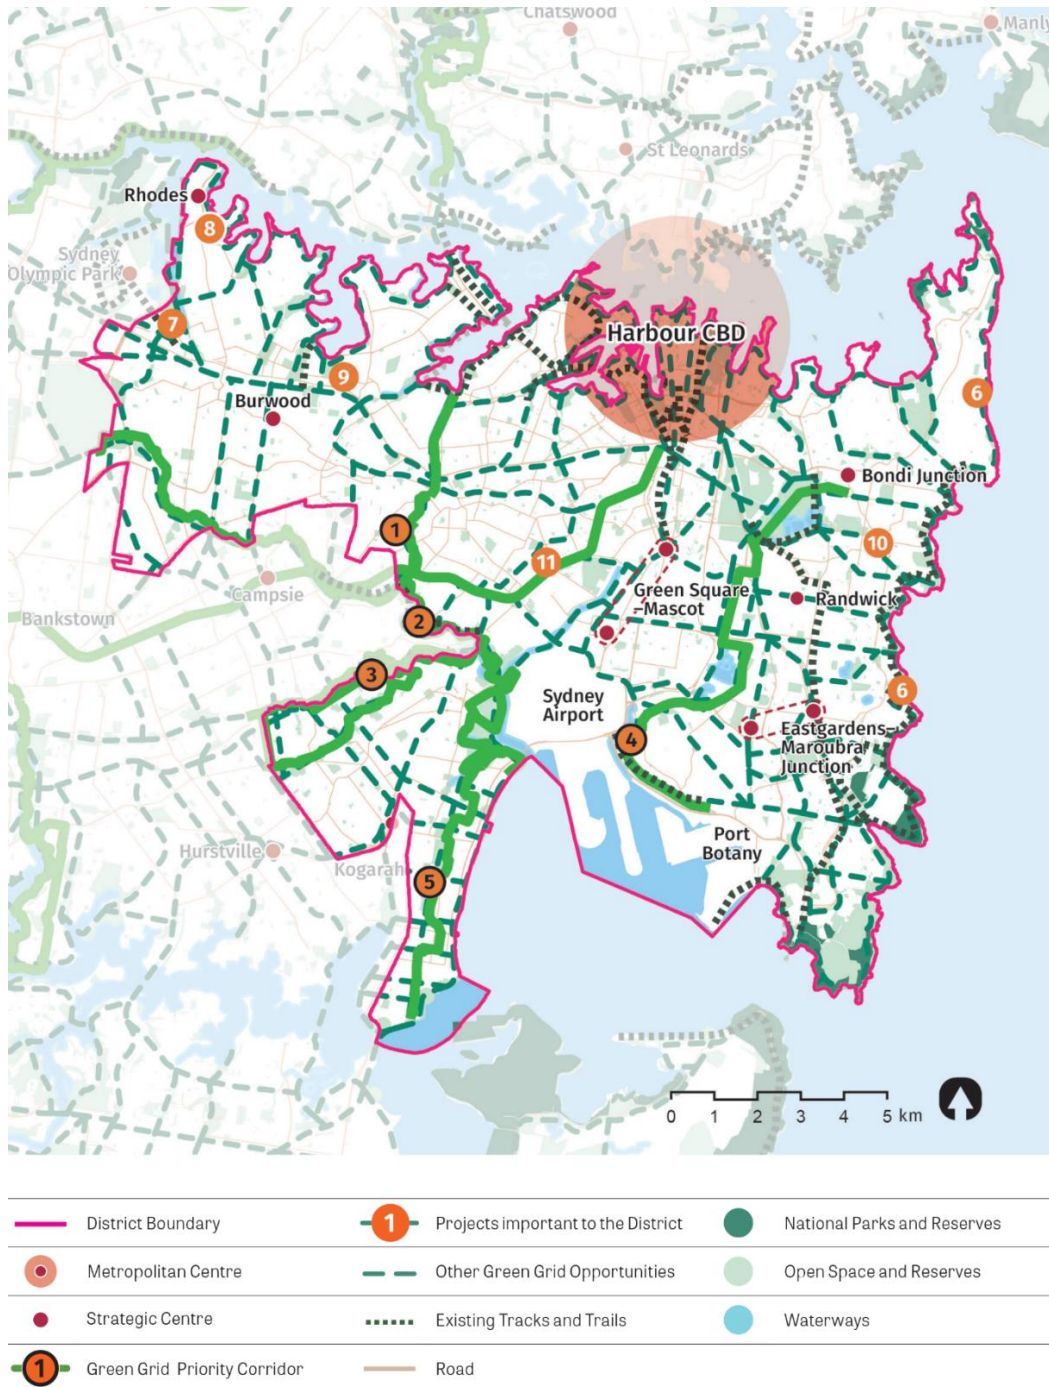 Chatswood
Manly
St Leonards
Rhodes
8
Sydney
Olympic Park
7
Harbour CBD
6
9
Burwood
Bondi Junction
1
10
11
Campsie
Green Square
–Mascot
Randwick
Bankstown
2
3
6
Sydney
Airport
4
Eastgardens–
Maroubra
Junction
Port
Botany
Hurstville
Kogarah
5
0 1 2 3 4 5 km
District Boundary
1 Projects important to the District
National Parks and Reserves
Metropolitan Centre
Other Green Grid Opportunities
Open Space and Reserves
Strategic Centre
Existing Tracks and Trails
Waterways
1 Green Grid Priority Corridor
Road